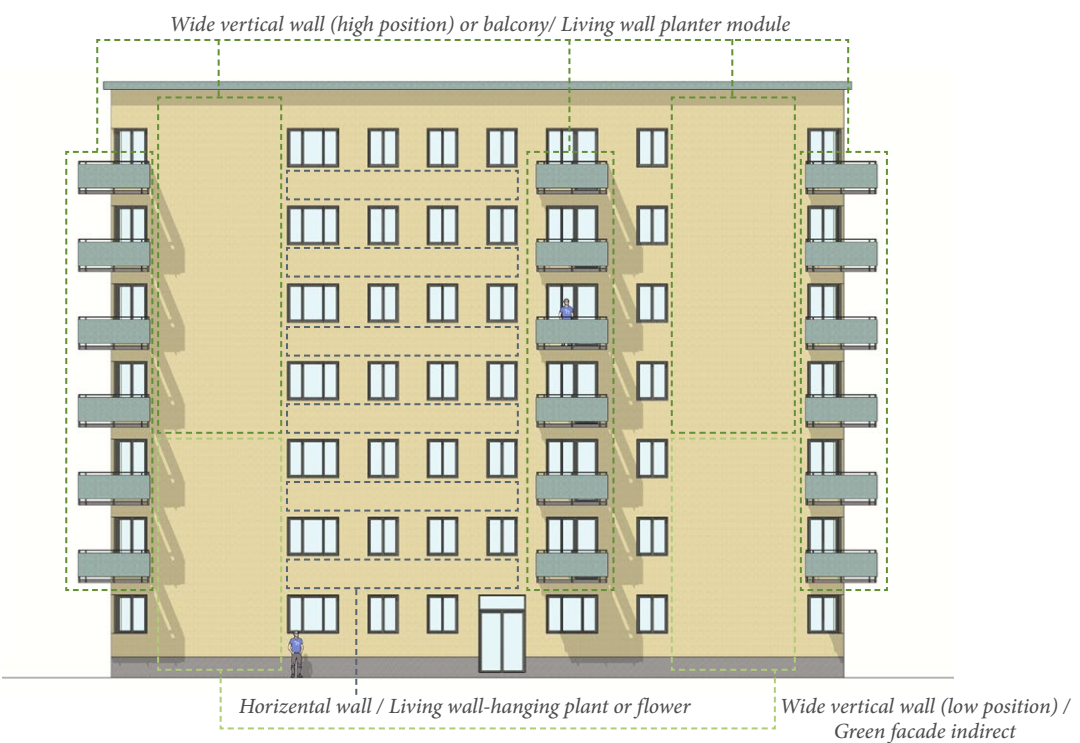 Wide vertical wall (high position) or balcony/ Living wall planter module
Horizental wall / Living wall-hanging plant or flower
Wide vertical wall (low position) /
Green facade indirect